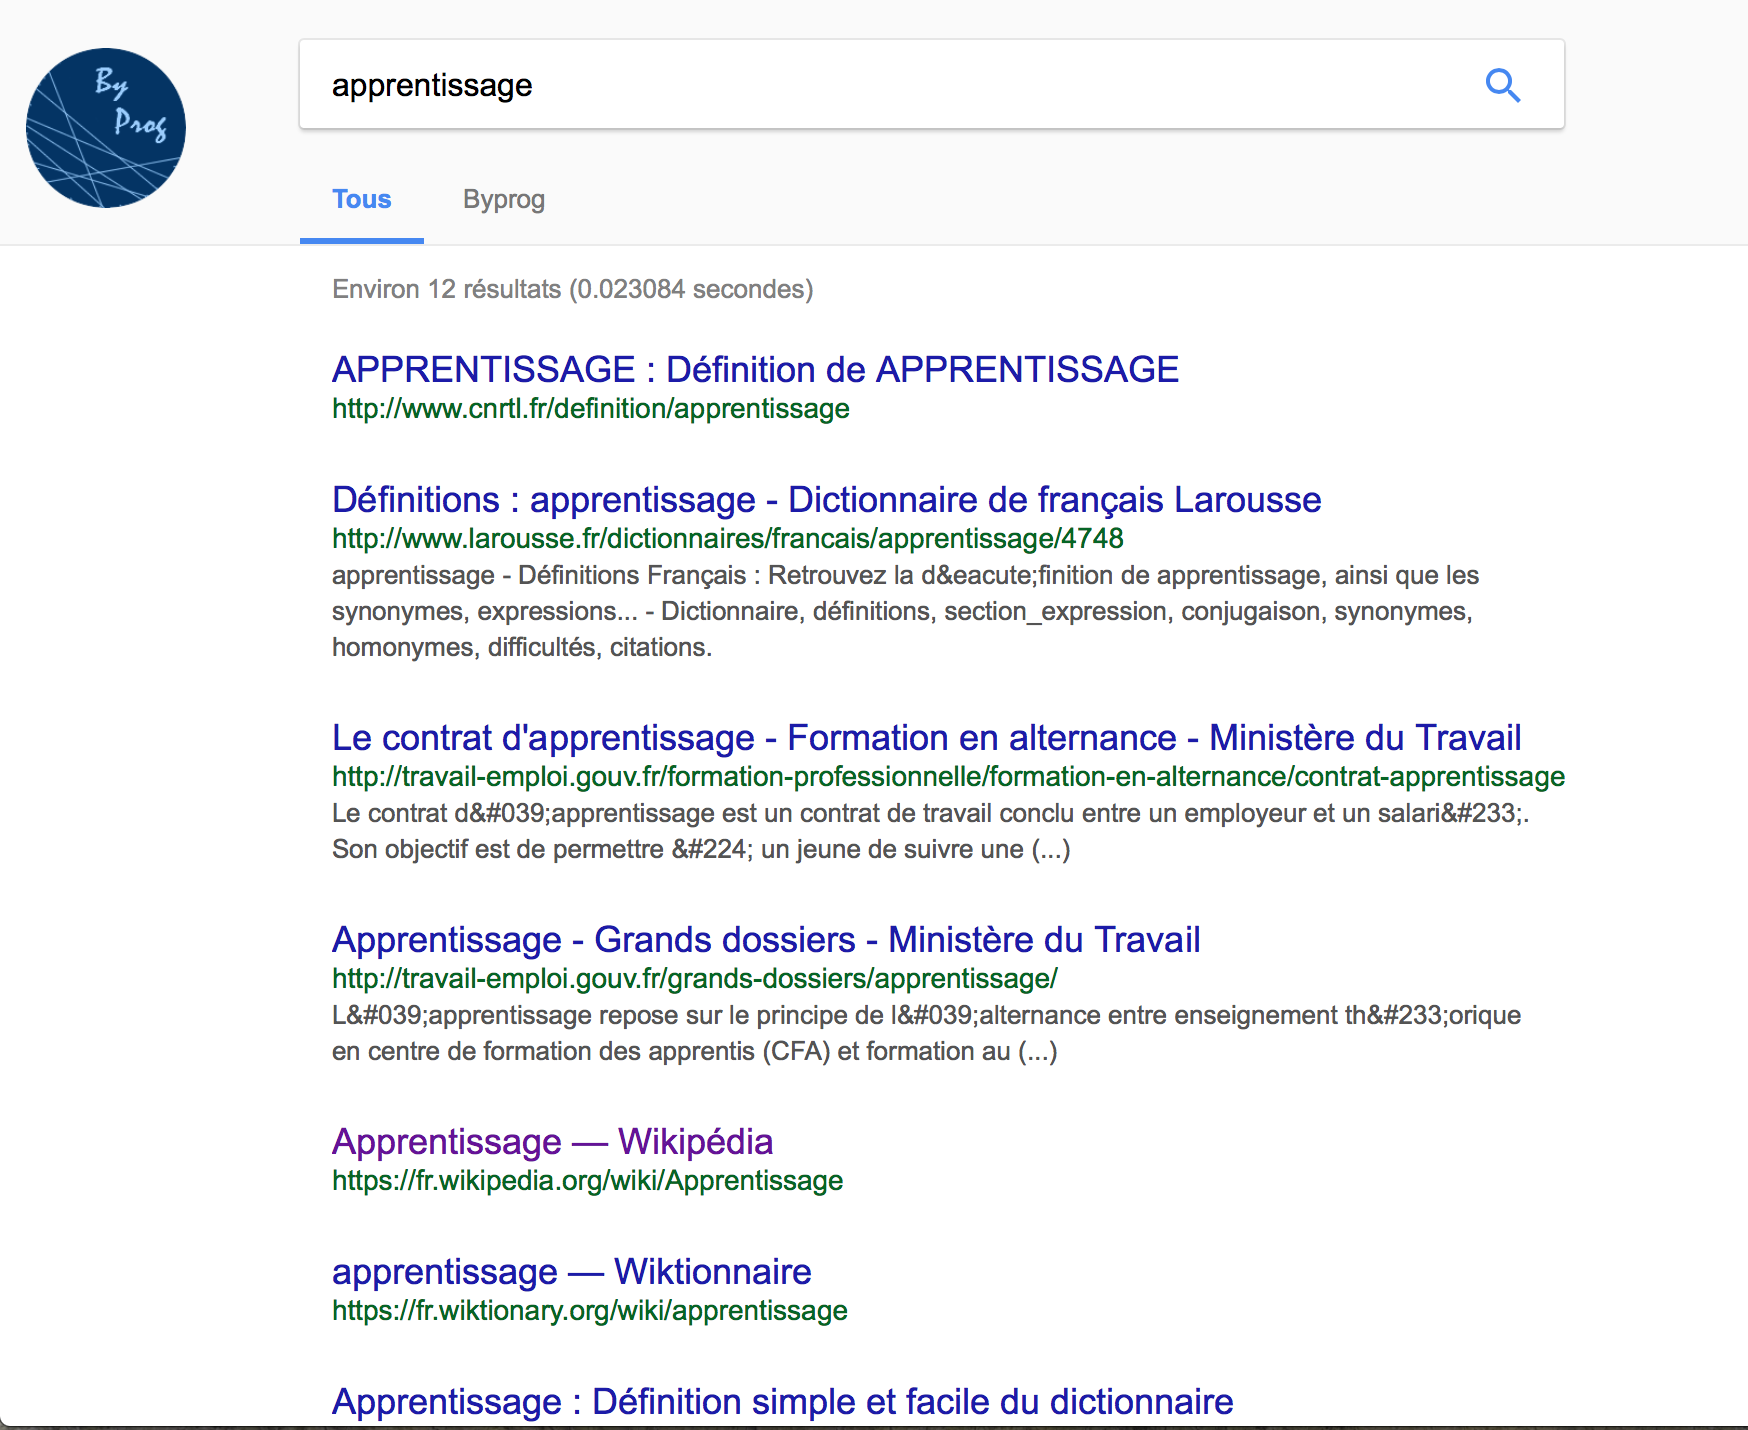 By
Prog
apprentissage
Tous
Byprog
Environ 12 résultats (0.023084 secondes)
APPRENTISSAGE : Définition de APPRENTISSAGE
http://www.cnrtl.fr/definition/apprentissage
Définitions : apprentissage - Dictionnaire de français Larousse
http://www.larousse.fr/dictionnaires/francais/apprentissage/4748
apprentissage - Définitions Français : Retrouvez la d&eacute;finition de apprentissage, ainsi que les
synonymes, expressions... - Dictionnaire, définitions, section_expression, conjugaison, synonymes,
homonymes, difficultés, citations.
Le contrat d'apprentissage - Formation en alternance - Ministère du Travail
http://travail-emploi.gouv.fr/formation-professionnelle/formation-en-alternance/contrat-apprentissage
Le contrat d&#039;apprentissage est un contrat de travail conclu entre un employeur et un salari&#233;.
Son objectif est de permettre &#224; un jeune de suivre une (...)
Apprentissage - Grands dossiers - Ministère du Travail
http://travail-emploi.gouv.fr/grands-dossiers/apprentissage/
L&#039;apprentissage repose sur le principe de l&#039;alternance entre enseignement th&#233;orique
en centre de formation des apprentis (CFA) et formation au (...)
Apprentissage — Wikipédia
https://fr.wikipedia.org/wiki/Apprentissage
apprentissage — Wiktionnaire
https://fr.wiktionary.org/wiki/apprentissage
Apprentissage : Définition simple et facile du dictionnaire